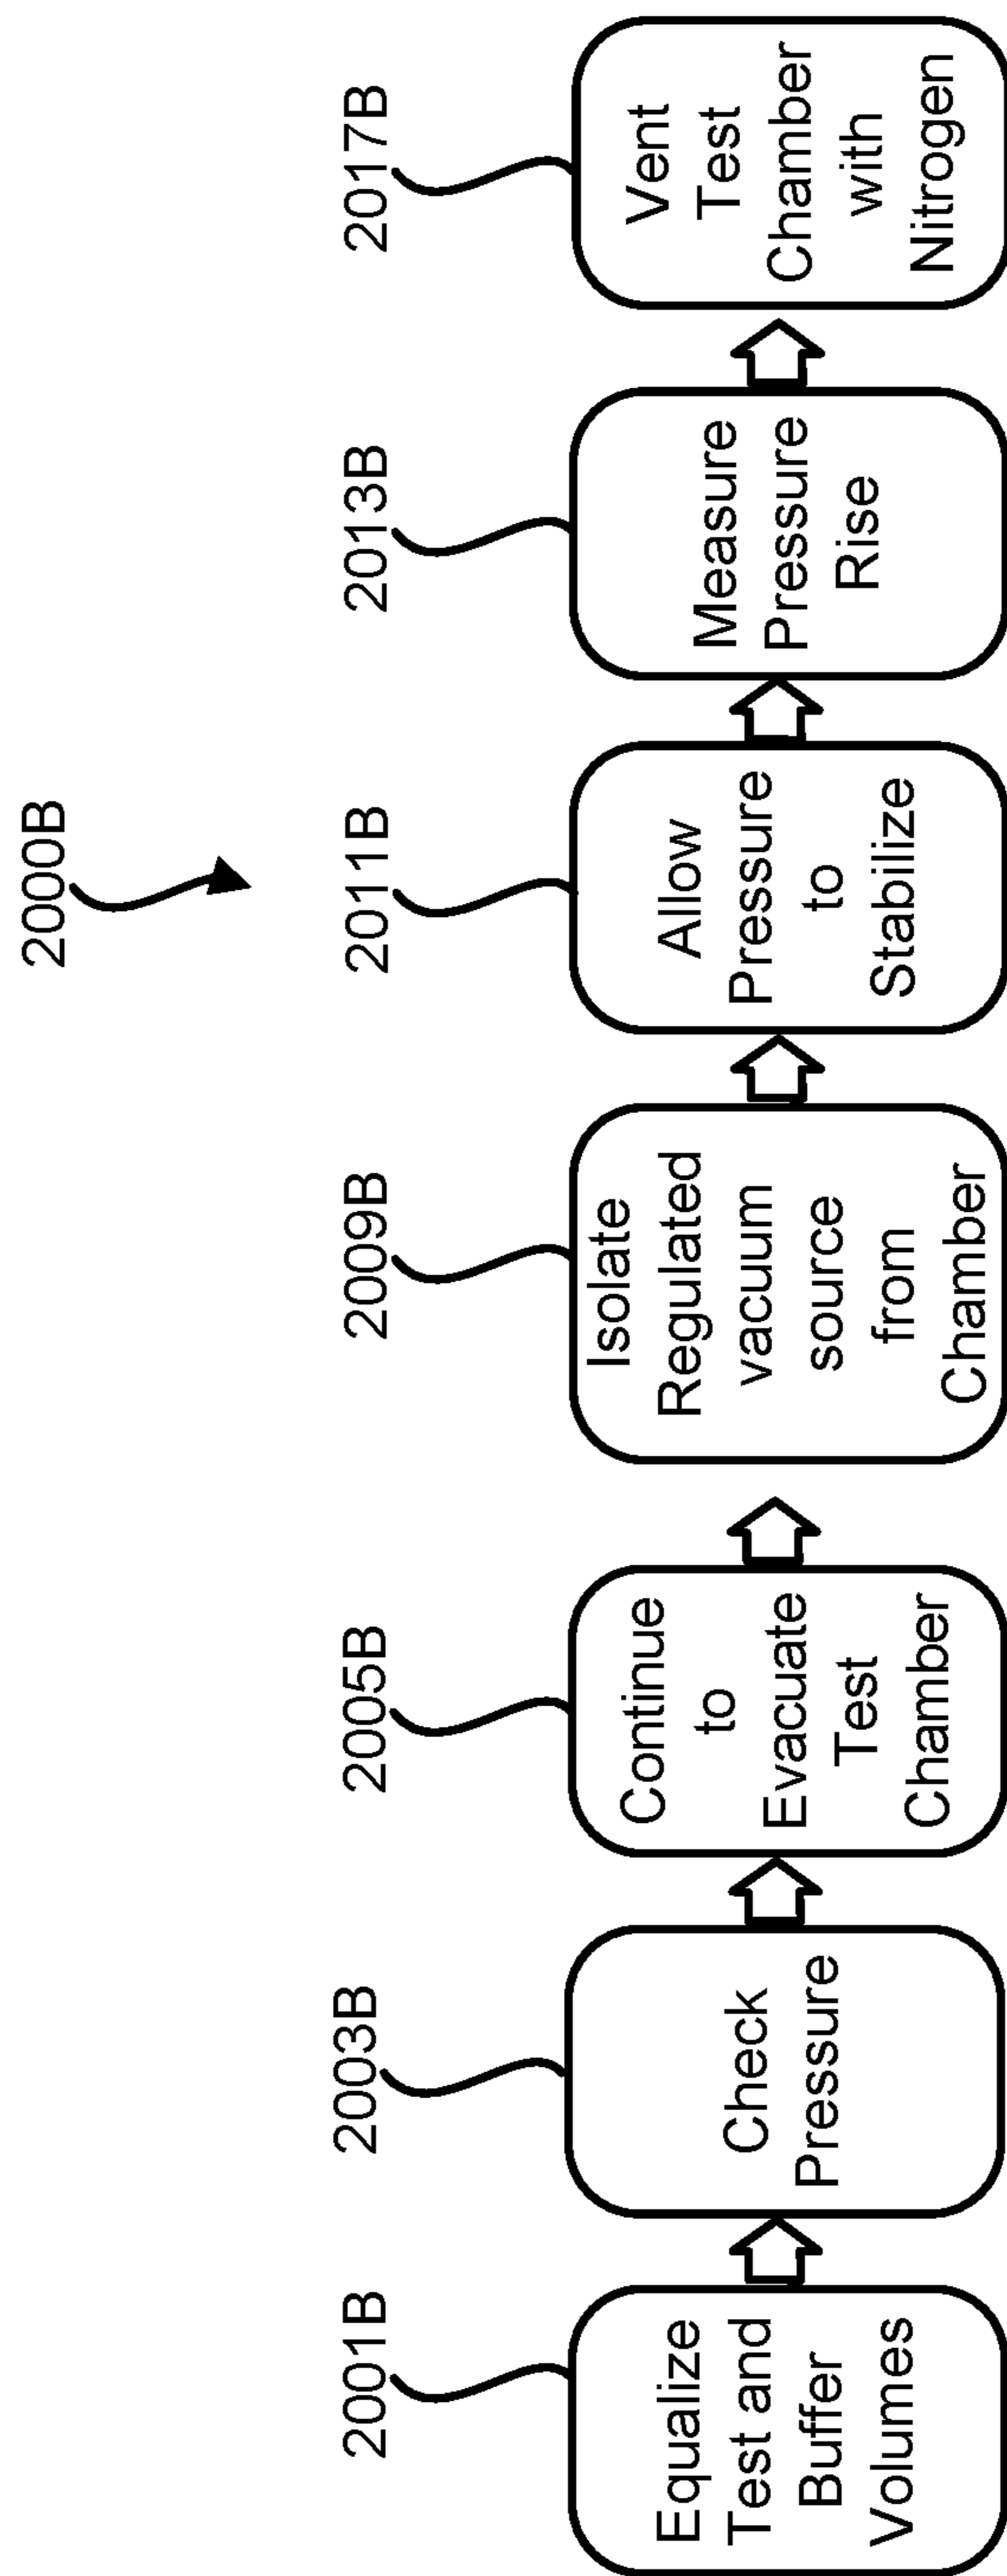 2000B
2001B
2003B
2005B
2009B
2011B
2013B
2017B
Equalize
Test and
Buffer
Volumes
Check
Pressure
Continue
to
Evacuate
Test
Chamber
Isolate
Regulated
vacuum
source
from
Chamber
Allow
Pressure
to
Stabilize
Measure
Pressure
Rise
Vent
Test
Chamber
with
Nitrogen